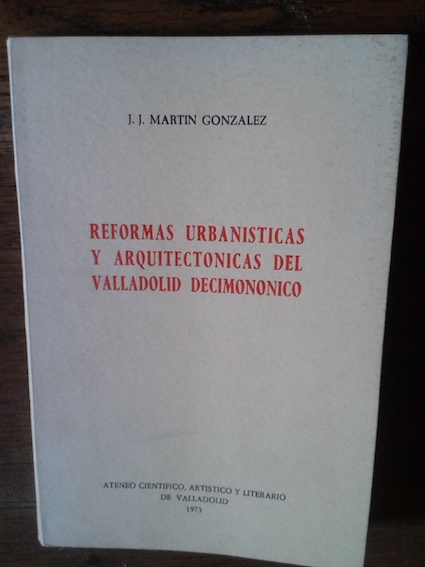 J. J. MARTIN GONZALEZ
REFORMAS URBANISTICAS
Y ARQUITECTONICAS DEL
VALLADOLID DECIMONONICO
ATENEO CIENTIFICO, ARTISTICO Y LITERARIO
DE VALLADOLID
1973